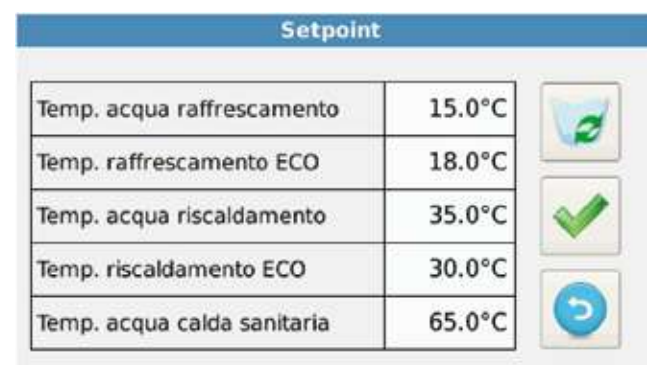 Setpoint
Temp. acqua raffrescamento 15.0°C
Temp. raffrescamento ECO 18.0°C
Temp. acqua riscaldamento 35.0°C
Temp. riscaldamento ECO 30.0°C
Temp. acqua calda sanitaria 65.0°C